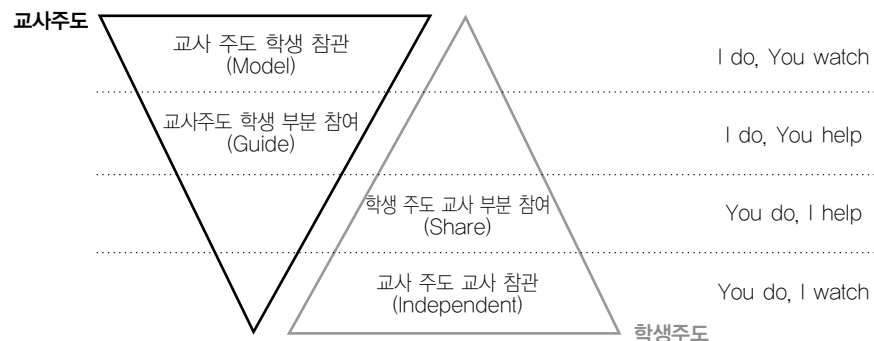 교사주도
교사 주도 학생 참관
(Model)
I do, You watch
교사주도 학생 부분 참여
(Guide)
I do, You help
학생 주도 교사 부분 참여
(Share)
You do, I help
교사 주도 교사 참관
(Independent)
You do, I watch
학생주도